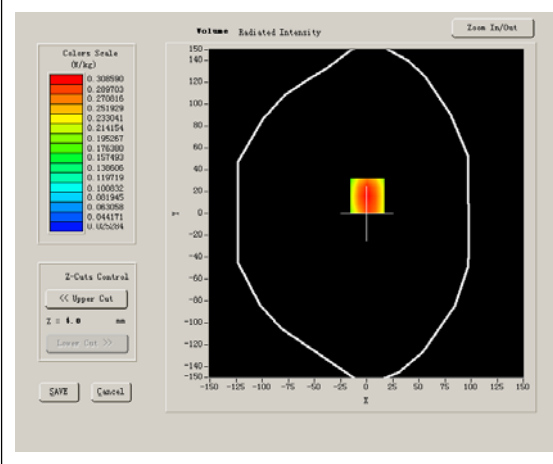 Volume Radiated Intensity
Zoom In/Out
Colors Scale
(W/kg)
0.308590
0.289703
0.270816
0.251929
0.233041
0.214154
0.195267
0.176380
0.157493
0.138606
0.119719
0.100832
0.081945
0.063058
0.044171
0.025284
150
120
100
80
60
40
20
0
-20
-40
-60
-80
-100
-120
-150
Y
-150 -125 -100 -75 -50 -25 0 25 50 75 100 125 150
X
Z-Cuts Control
<< Upper Cut
Z = 4.0 mm
Lower Cut >>
SAVE
Cancel